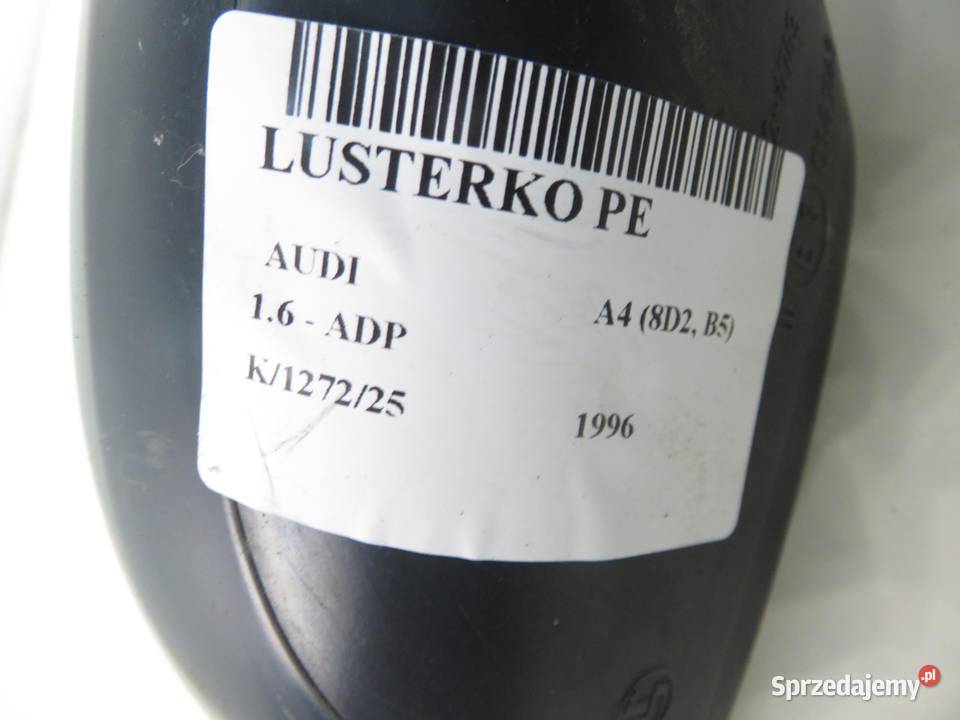 LUSTERKO PE
AUDI
A4 (8D2, B5)
1.6 - ADP
K/1272/25
1996
Sprzedajemy.pl